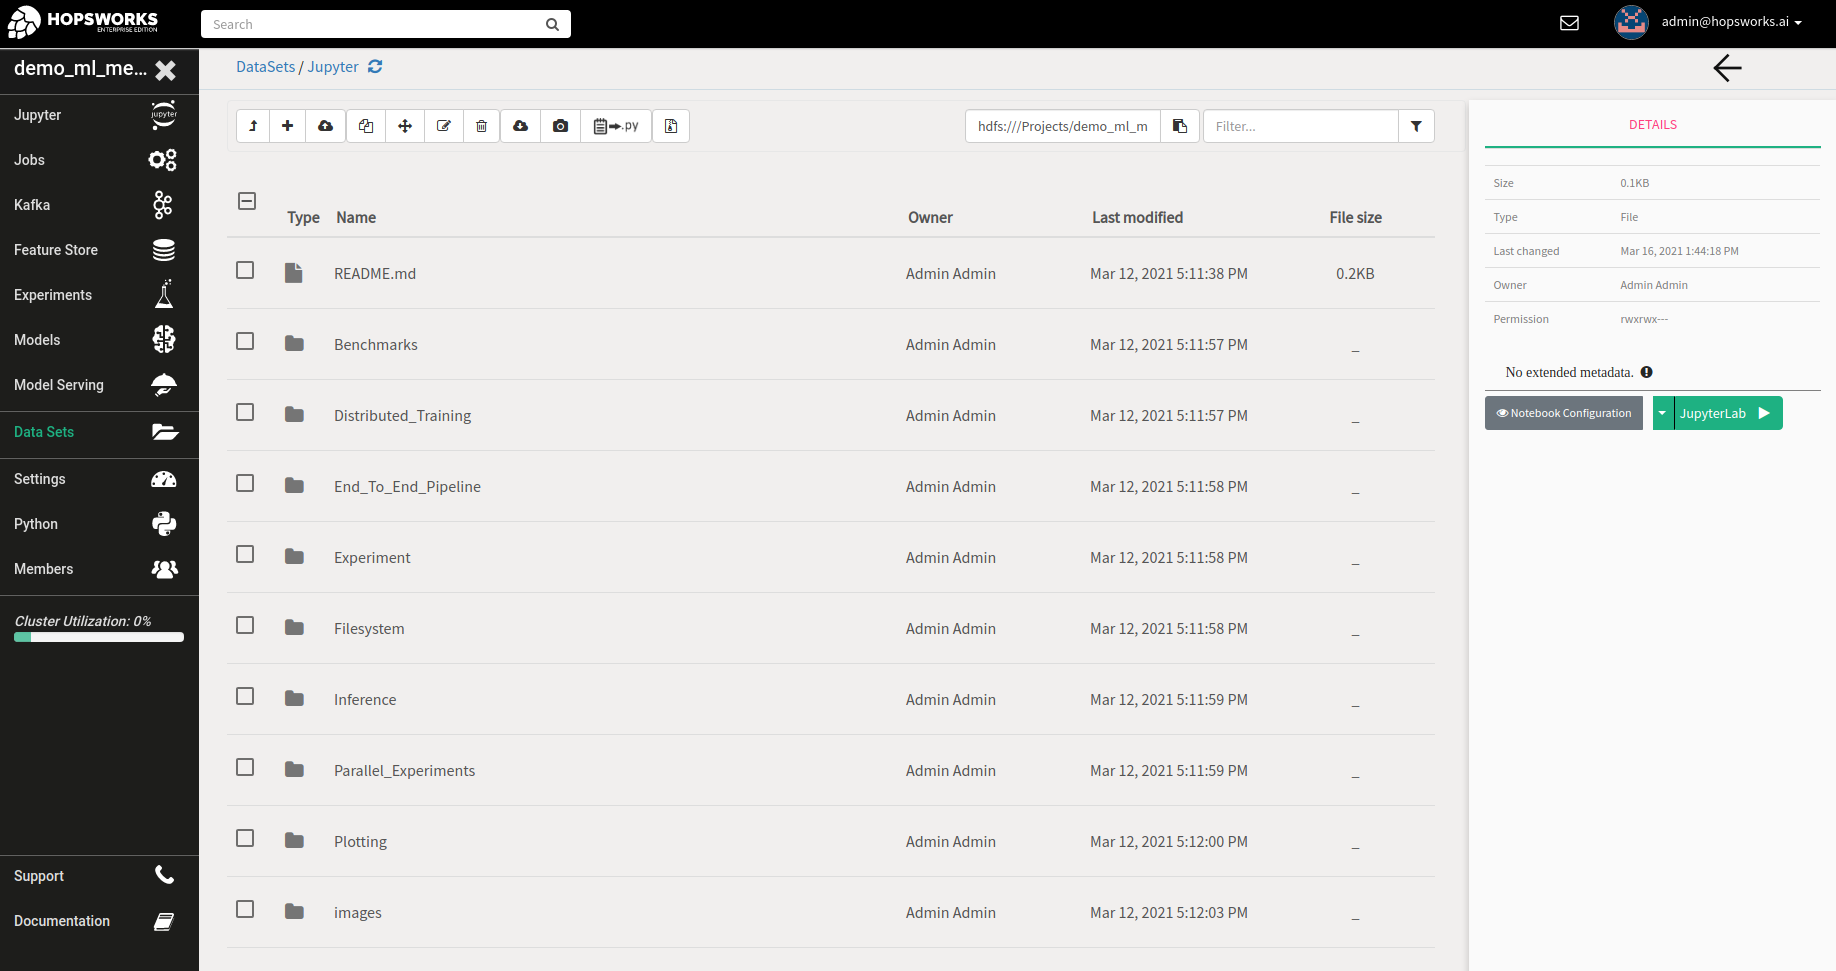 HOPSWORKS
ENTERPRISE EDITION
Search
admin@hopsworks.ai
demo_ml_me...
DataSets / Jupyter
Jupyter
jupyter
Jobs
Kafka
Feature Store
Experiments
Models
Model Serving
Data Sets
Settings
Python
Members
Cluster Utilization: 0%
Support
Documentation
.py
hdfs:///Projects/demo_ml_m
Filter...
Type Name Owner Last modified File size
README.md Admin Admin Mar 12, 2021 5:11:38 PM 0.2KB
Benchmarks Admin Admin Mar 12, 2021 5:11:57 PM _
Distributed_Training Admin Admin Mar 12, 2021 5:11:57 PM _
End_To_End_Pipeline Admin Admin Mar 12, 2021 5:11:58 PM _
Experiment Admin Admin Mar 12, 2021 5:11:58 PM _
Filesystem Admin Admin Mar 12, 2021 5:11:58 PM _
Inference Admin Admin Mar 12, 2021 5:11:59 PM _
Parallel_Experiments Admin Admin Mar 12, 2021 5:11:59 PM _
Plotting Admin Admin Mar 12, 2021 5:12:00 PM _
images Admin Admin Mar 12, 2021 5:12:03 PM _
DETAILS
Size 0.1KB
Type File
Last changed Mar 16, 2021 1:44:18 PM
Owner Admin Admin
Permission rwxrwx---
No extended metadata.
Notebook Configuration
JupyterLab